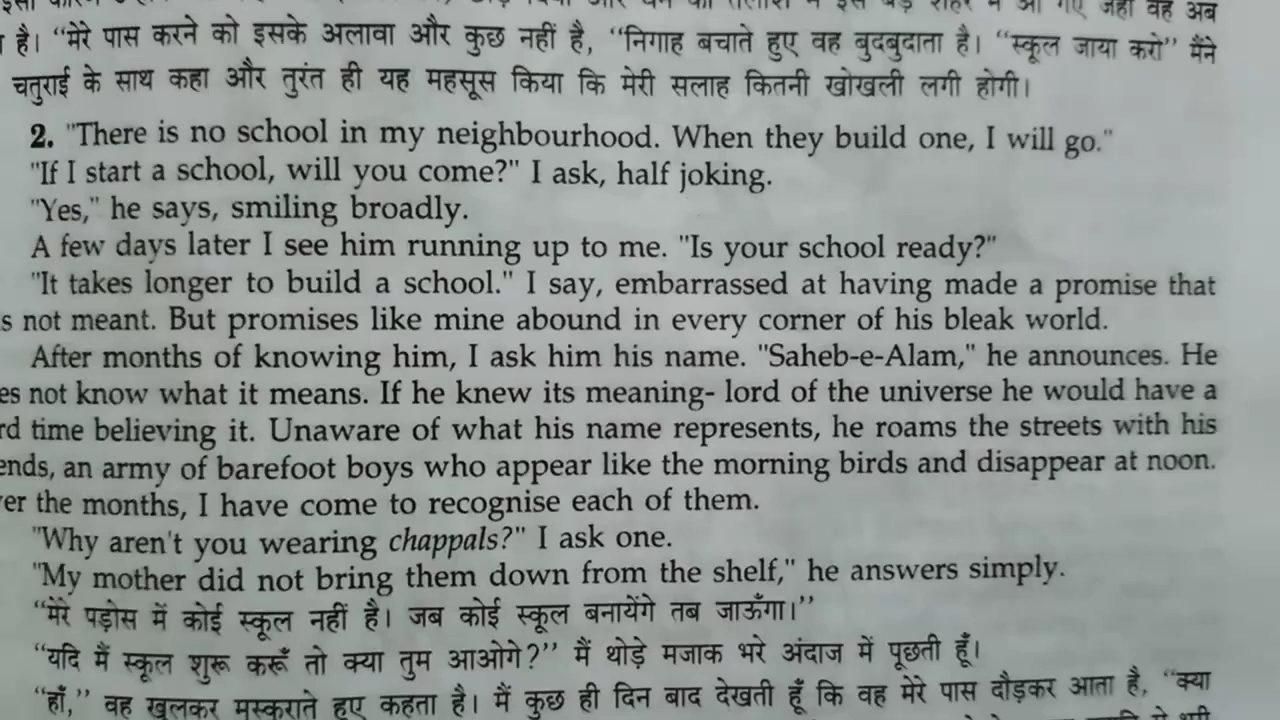 शहर में आ गए जहाँ वह अब
है। “मेरे पास करने को इसके अलावा और कुछ नहीं है, “निगाह बचाते हुए वह बुदबुदाता है। “स्कूल जाया करो” मैंने
चतुराई के साथ कहा और तुरंत ही यह महसूस किया कि मेरी सलाह कितनी खोखली लगी होगी।
2. "There is no school in my neighbourhood. When they build one, I will go."
"If I start a school, will you come?" I ask, half joking.
"Yes," he says, smiling broadly.
A few days later I see him running up to me. "Is your school ready?"
"It takes longer to build a school." I say, embarrassed at having made a promise that
s not meant. But promises like mine abound in every corner of his bleak world.
After months of knowing him, I ask him his name. "Saheb-e-Alam," he announces. He
es not know what it means. If he knew its meaning- lord of the universe he would have a
rd time believing it. Unaware of what his name represents, he roams the streets with his
ends, an army of barefoot boys who appear like the morning birds and disappear at noon.
er the months, I have come to recognise each of them.
"Why aren't you wearing chappals?" I ask one.
"My mother did not bring them down from the shelf," he answers simply.
“मेरे पड़ोस में कोई स्कूल नहीं है। जब कोई स्कूल बनायेंगे तब जाऊँगा।”
“यदि मैं स्कूल शुरू करूँ तो क्या तुम आओगे?” मैं थोड़े मजाक भरे अंदाज में पूछती हूँ।
“हाँ,” वह खुलकर मुस्कराते हुए कहता है। मैं कुछ ही दिन बाद देखती हूँ कि वह मेरे पास दौड़कर आता है, “क्या